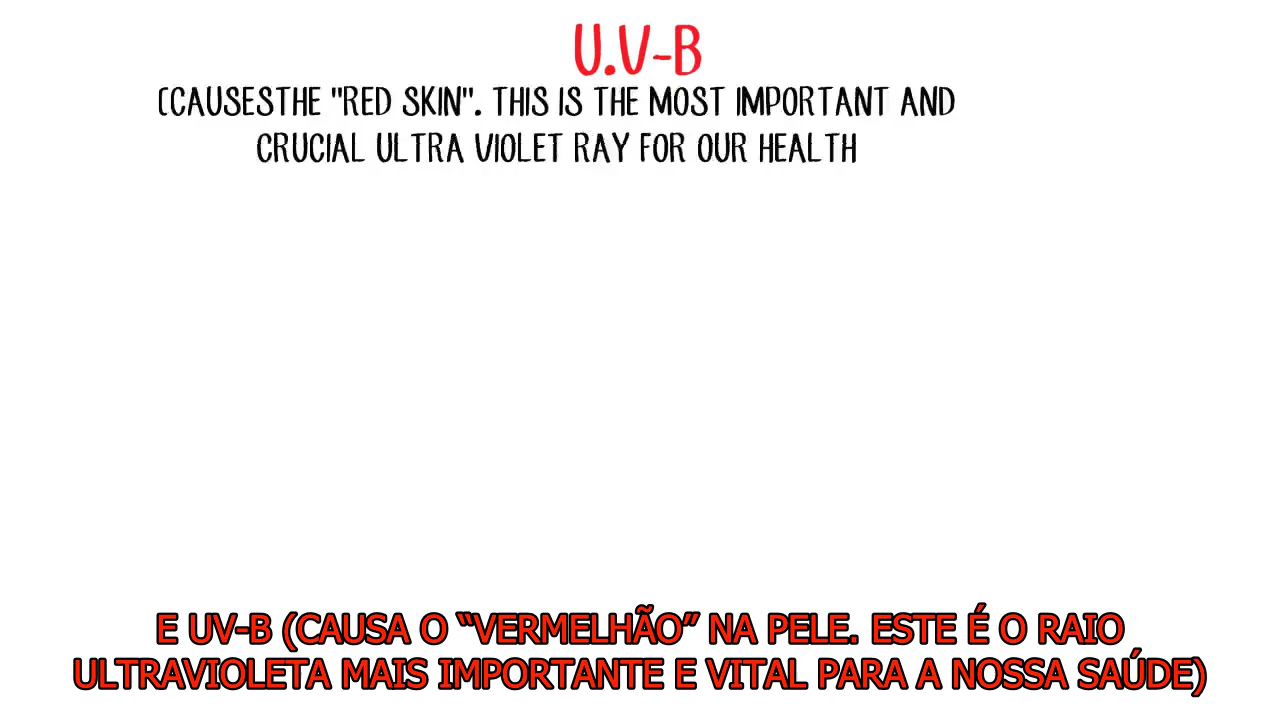 U.V-B
(CAUSESTHE "RED SKIN". THIS IS THE MOST IMPORTANT AND
CRUCIAL ULTRA VIOLET RAY FOR OUR HEALTH
E UV-B (CAUSA O “VERMELHÃO” NA PELE. ESTE É O RAIO
ULTRAVIOLETA MAIS IMPORTANTE E VITAL PARA A NOSSA SAÚDE)